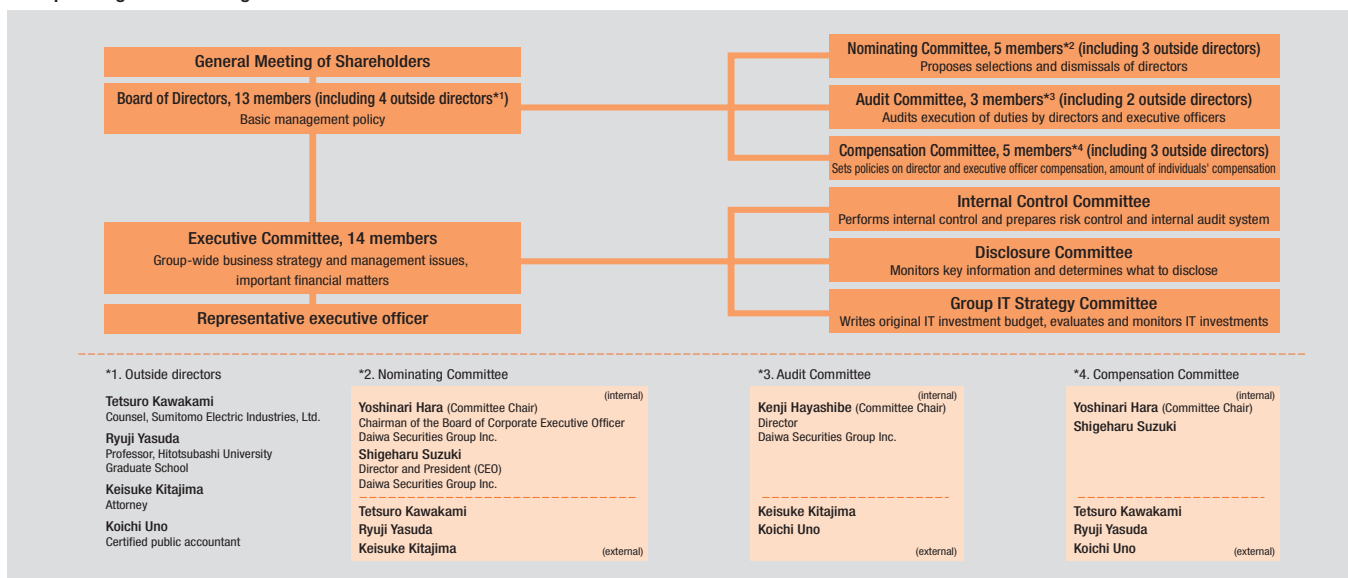 General Meeting of Shareholders
Board of Directors, 13 members (including 4 outside directors*1)
Basic management policy
Executive Committee, 14 members
Group-wide business strategy and management issues,
important financial matters
Representative executive officer
Nominating Committee, 5 members*2 (including 3 outside directors)
Proposes selections and dismissals of directors
Audit Committee, 3 members*3 (including 2 outside directors)
Audits execution of duties by directors and executive officers
Compensation Committee, 5 members*4 (including 3 outside directors)
Sets policies on director and executive officer compensation, amount of individuals' compensation
Internal Control Committee
Performs internal control and prepares risk control and internal audit system
Disclosure Committee
Monitors key information and determines what to disclose
Group IT Strategy Committee
Writes original IT investment budget, evaluates and monitors IT investments
*1. Outside directors
Tetsuro Kawakami
Counsel, Sumitomo Electric Industries, Ltd.
Ryuji Yasuda
Professor, Hitotsubashi University
Graduate School
Keisuke Kitajima
Attorney
Koichi Uno
Certified public accountant
*2. Nominating Committee
(internal)
Yoshinari Hara (Committee Chair)
Chairman of the Board of Corporate Executive Officer
Daiwa Securities Group Inc.
Shigeharu Suzuki
Director and President (CEO)
Daiwa Securities Group Inc.
Tetsuro Kawakami
Ryuji Yasuda
Keisuke Kitajima
(external)
*3. Audit Committee
(internal)
Kenji Hayashibe (Committee Chair)
Director
Daiwa Securities Group Inc.
Keisuke Kitajima
Koichi Uno
(external)
*4. Compensation Committee
(internal)
Yoshinari Hara (Committee Chair)
Shigeharu Suzuki
Tetsuro Kawakami
Ryuji Yasuda
Koichi Uno
(external)